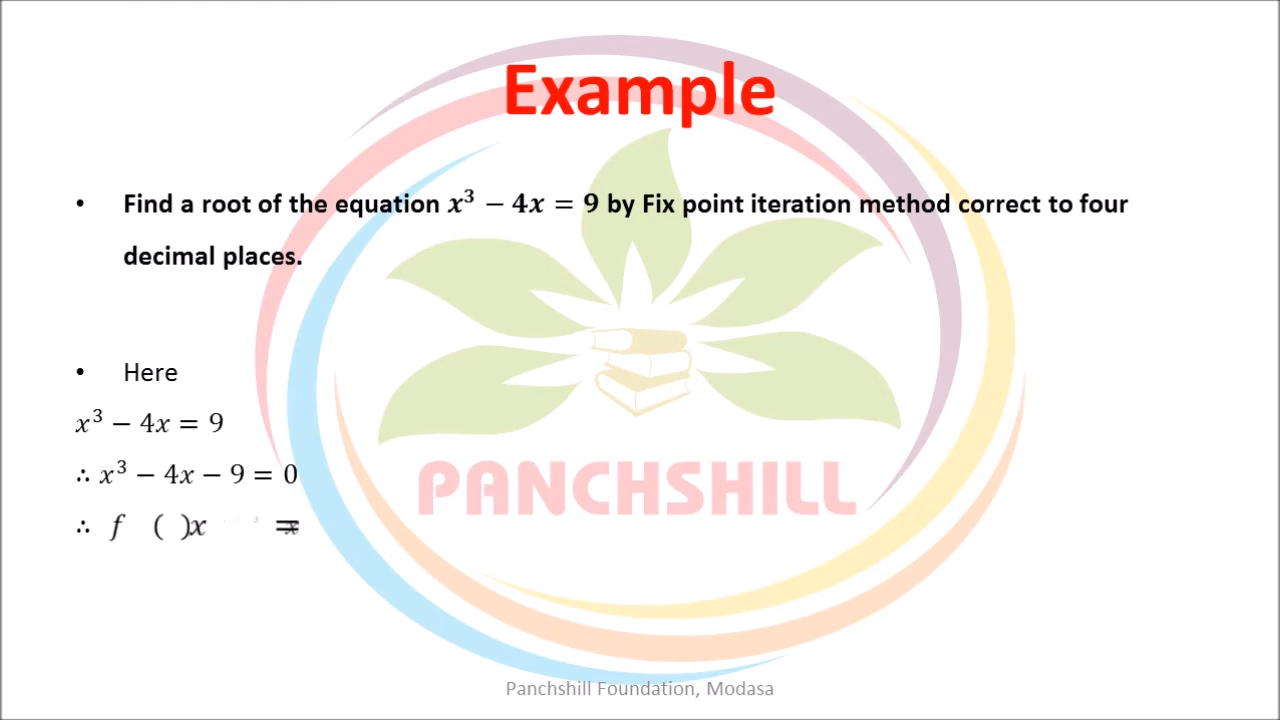 Example
• Find a root of the equation x³ − 4x = 9 by Fix point iteration method correct to four
decimal places.
• Here
x³ − 4x = 9
∴ x³ − 4x − 9 = 0
∴ f ( )x =
PANCHSHILL
Panchshill Foundation, Modasa